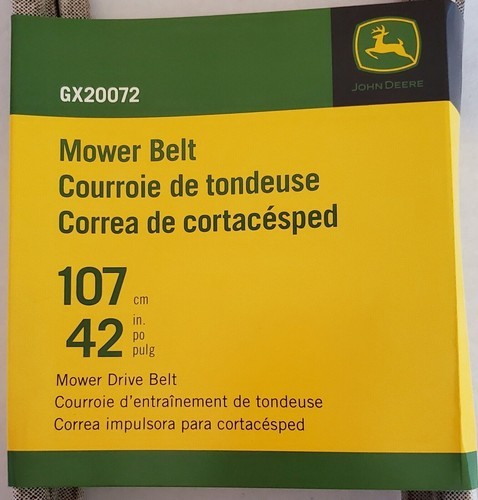 JOHN DEERE
GX20072
Mower Belt
Courroie de tondeuse
Correa de cortacésped
107 cm
42 in.
po
pulg
Mower Drive Belt
Courroie d'entraînement de tondeuse
Correa impulsora para cortacésped